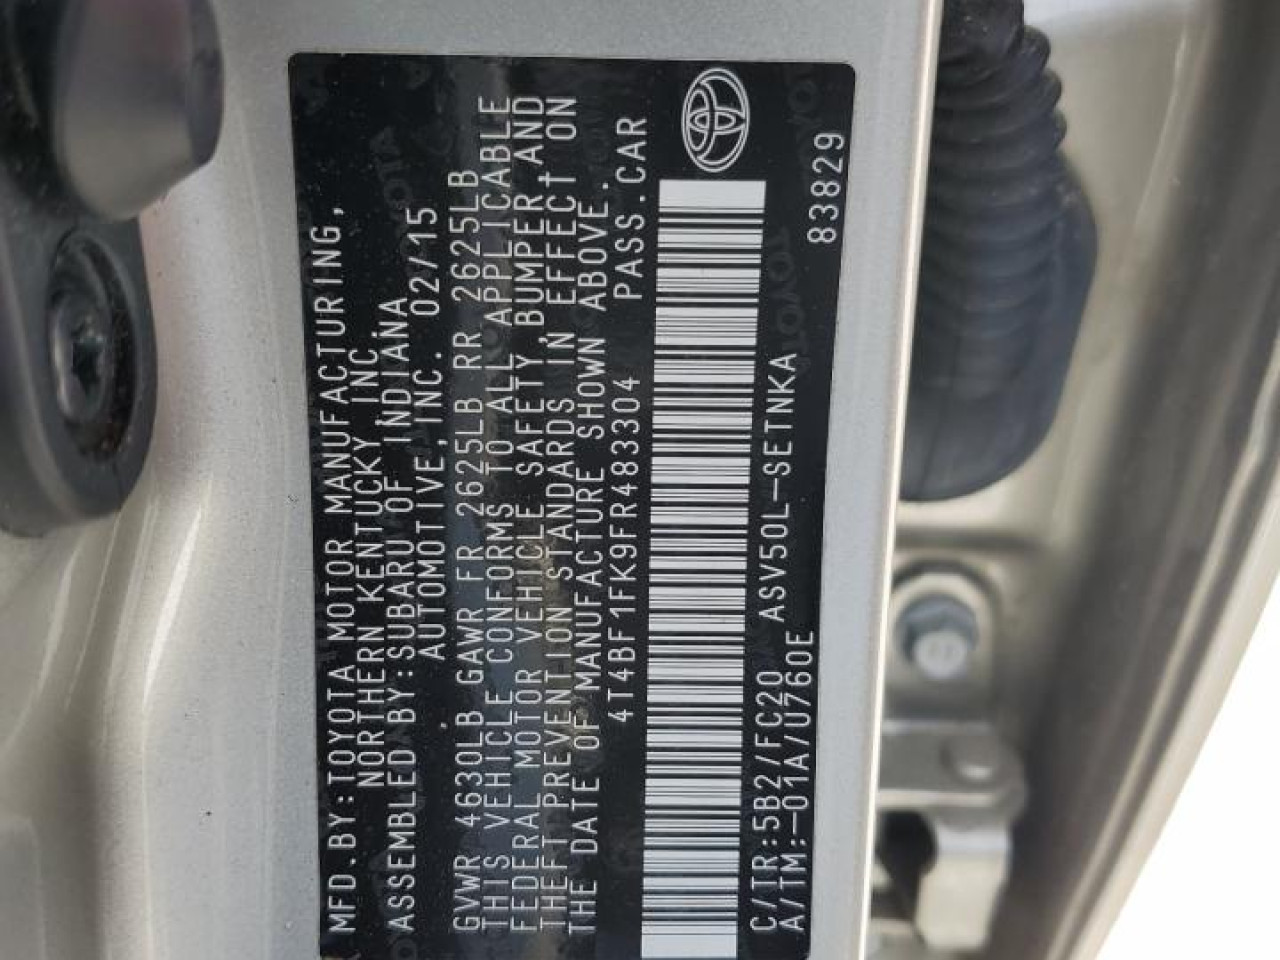 MFD.BY:TOYOTA MOTOR MANUFACTURING,
NORTHERN KENTUCKY INC
ASSEMBLED BY:SUBARU OF INDIANA
AUTOMOTIVE,INC. 02/15
GVWR 4630LB GAWR FR 2625LB RR 2625LB
THIS VEHICLE CONFORMS TO ALL APPLICABLE
FEDERAL MOTOR VEHICLE SAFETY,BUMPER,AND
THEFT PREVENTION STANDARDS IN EFFECT ON
THE DATE OF MANUFACTURE SHOWN ABOVE.
4T4BF1FK9FR483304 PASS.CAR
C/TR:5B2/FC20 ASV50L-SETNKA
A/TM:-01A/U760E
83829